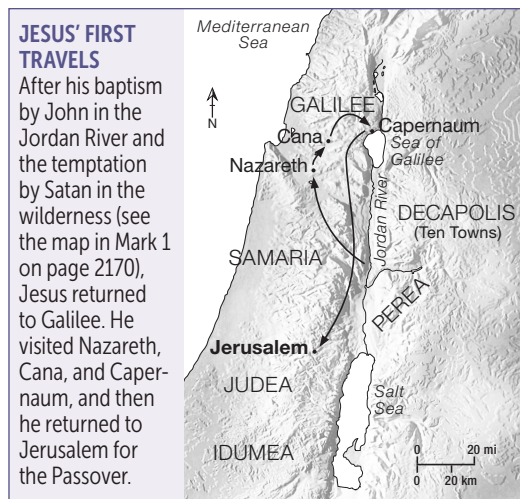 JESUS' FIRST
TRAVELS
After his baptism
by John in the
Jordan River and
the temptation
by Satan in the
wilderness (see
the map in Mark 1
on page 2170),
Jesus returned
to Galilee. He
visited Nazareth,
Cana, and Caper-
naum, and then
he returned to
Jerusalem for
the Passover.
Mediterranean
Sea
N
GALILEE
Cana
Capernaum
Sea of
Galilee
Nazareth
Jordan River
DECAPOLIS
(Ten Towns)
SAMARIA
PEREA
Jerusalem
JUDEA
Salt
Sea
IDUMEA
0 20 mi
0 20 km